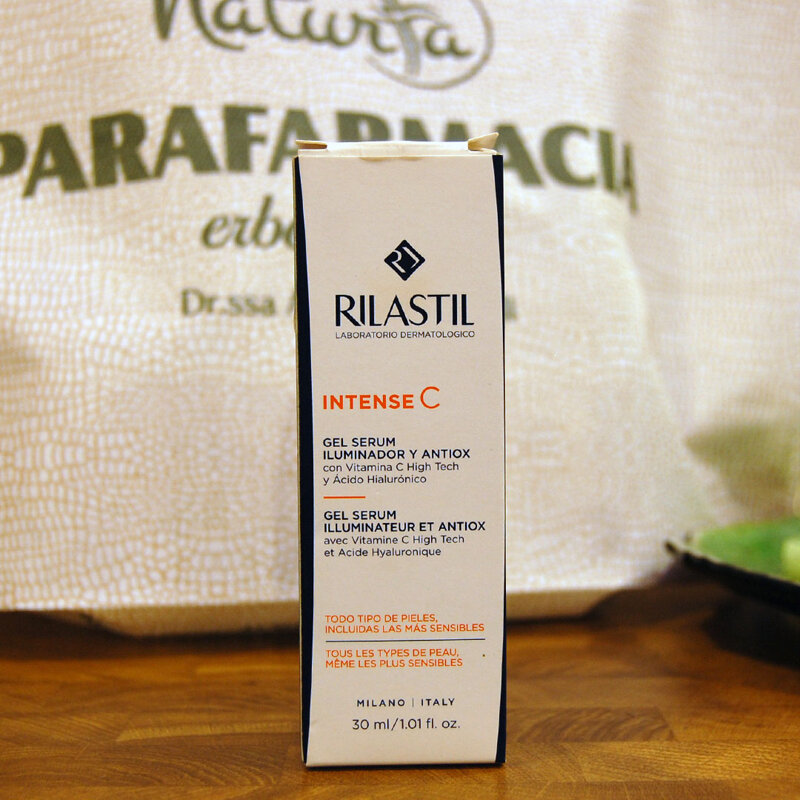 PARAFARMACIA
Dr.ssa
RILASTIL
LABORATORIO DERMATOLOGICO
INTENSE C
GEL SERUM
ILUMINADOR Y ANTIOX
con Vitamina C High Tech
y Ácido Hialurónico
GEL SERUM
ILLUMINATEUR ET ANTIOX
avec Vitamine C High Tech
et Acide Hyaluronique
TODO TIPO DE PIELES,
INCLUIDAS LAS MÁS SENSIBLES
TOUS LES TYPES DE PEAU,
MÊME LES PLUS SENSIBLES
MILANO | ITALY
30 ml/1.01 fl. oz.